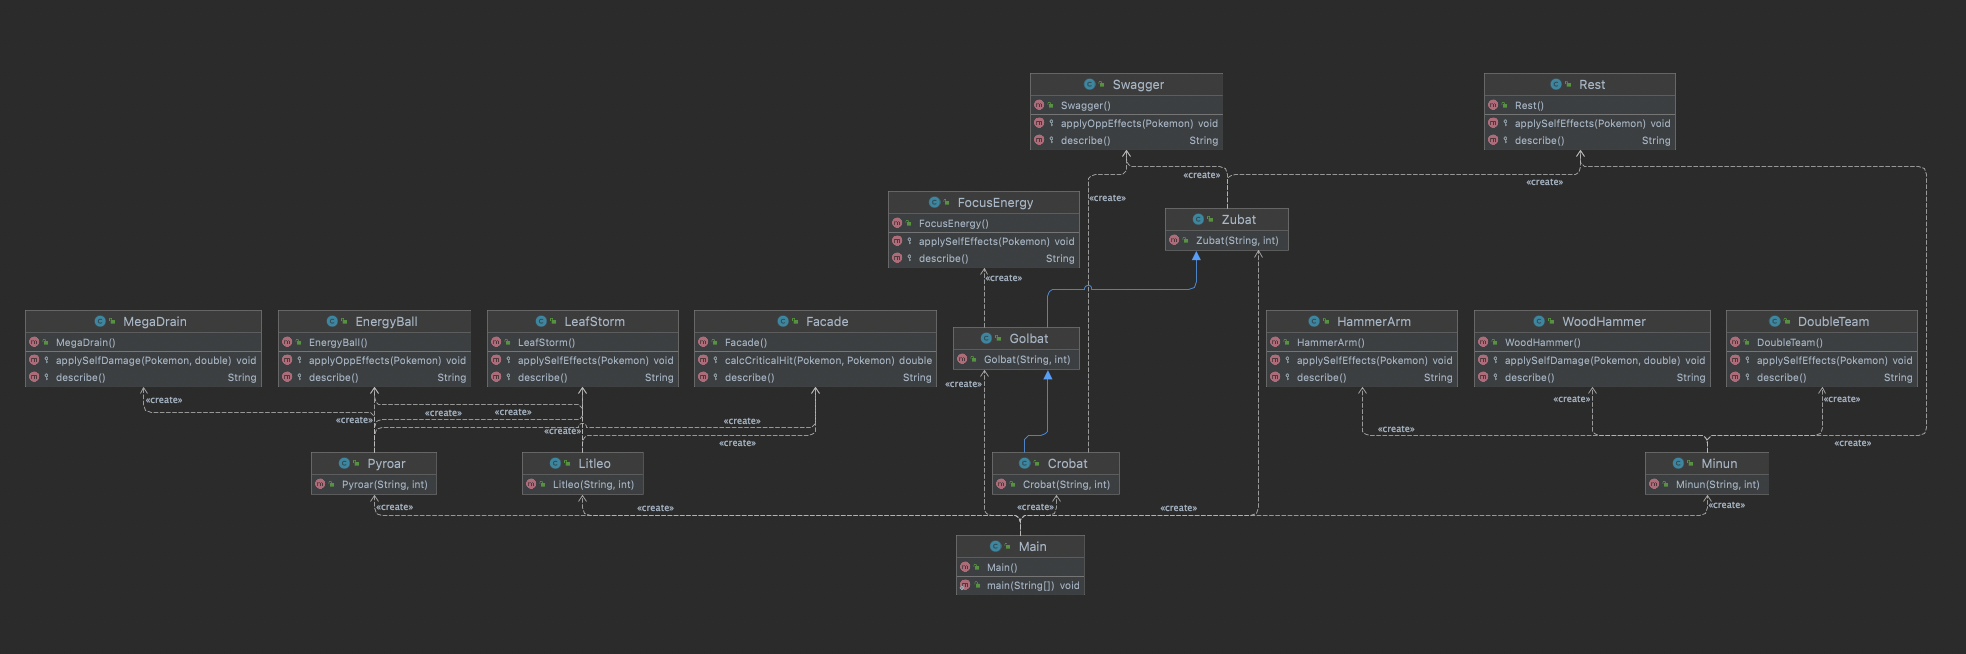 Swagger
Swagger()
applyOppEffects(Pokemon) void
describe() String
Rest
Rest()
applySelfEffects(Pokemon) void
describe() String
«create»
«create»
«create»
FocusEnergy
FocusEnergy()
applySelfEffects(Pokemon) void
describe() String
Zubat
Zubat(String, int)
«create»
MegaDrain
MegaDrain()
applySelfDamage(Pokemon, double) void
describe() String
EnergyBall
EnergyBall()
applyOppEffects(Pokemon) void
describe() String
LeafStorm
LeafStorm()
applySelfEffects(Pokemon) void
describe() String
Facade
Facade()
calcCriticalHit(Pokemon, Pokemon) double
describe() String
Golbat
Golbat(String, int)
HammerArm
HammerArm()
applySelfEffects(Pokemon) void
describe() String
WoodHammer
WoodHammer()
applySelfDamage(Pokemon, double) void
describe() String
DoubleTeam
DoubleTeam()
applySelfEffects(Pokemon) void
describe() String
«create»
«create»
«create»
«create»
«create»
«create»
«create»
«create»
«create»
«create»
«create»
«create»
«create»
Pyroar
Pyroar(String, int)
Litleo
Litleo(String, int)
Crobat
Crobat(String, int)
Minun
Minun(String, int)
«create»
«create»
«create»
«create»
«create»
Main
Main()
main(String[]) void